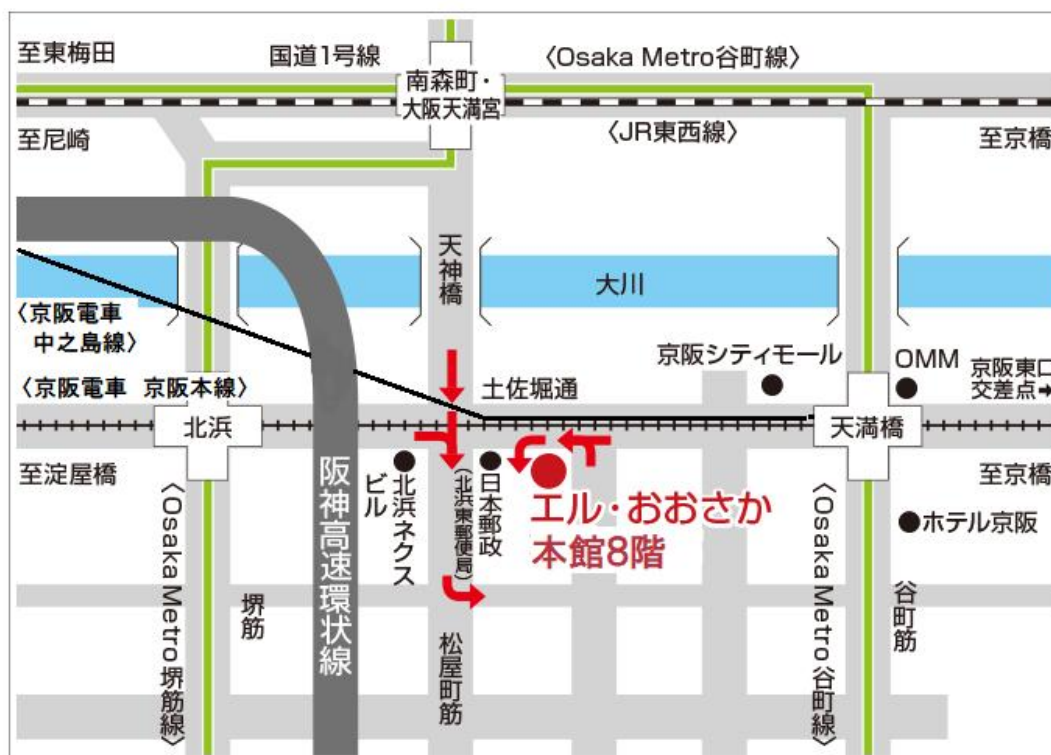 至東梅田
国道1号線
南森町・
大阪天満宮
〈Osaka Metro谷町線〉
至尼崎
〈JR東西線〉
至京橋
天神橋
大川
〈京阪電車
中之島線〉
京阪シティモール
OMM
京阪東口
交差点➡
〈京阪電車 京阪本線〉
土佐堀通
北浜
天満橋
至淀屋橋
至京橋
北浜ネクス
ビル
日本郵政
(北浜東郵便局)
エル・おおさか
本館8階
ホテル京阪
〈Osaka Metro堺筋線〉
堺筋
阪神高速環状線
松屋町筋
〈Osaka Metro谷町線〉
谷町筋